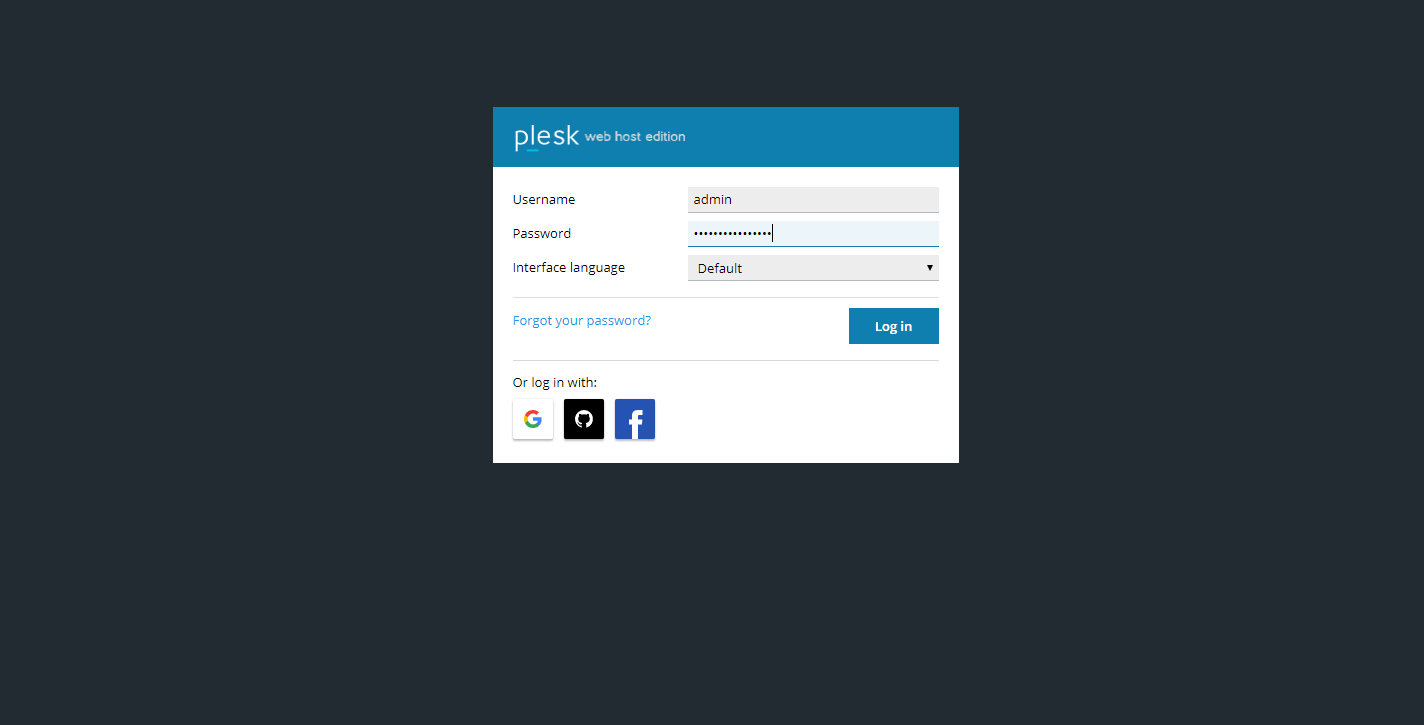 plesk web host edition
Username admin
Password ••••••••••••••••
Interface language Default
Forgot your password? Log in
Or log in with: